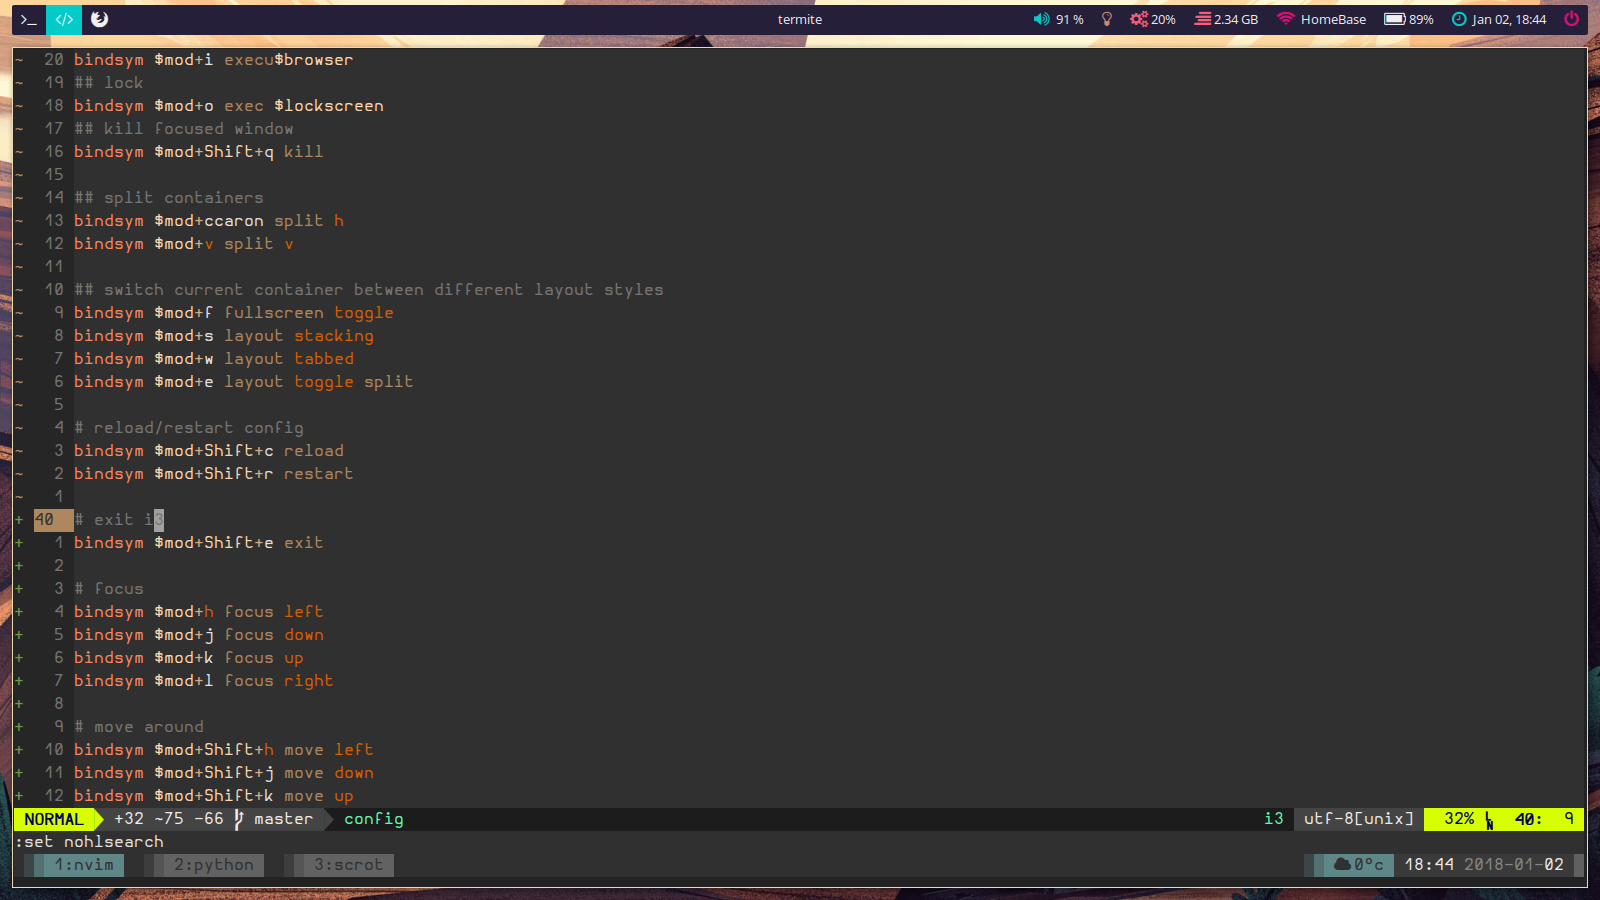 >_ </> termite 91 % 20% 2.34 GB HomeBase 89% Jan 02, 18:44
~ 20 bindsym $mod+i execu$browser
~ 19 ## lock
~ 18 bindsym $mod+o exec $lockscreen
~ 17 ## kill focused window
~ 16 bindsym $mod+Shift+q kill
~ 15
~ 14 ## split containers
~ 13 bindsym $mod+ccaron split h
~ 12 bindsym $mod+v split v
~ 11
~ 10 ## switch current container between different layout styles
~ 9 bindsym $mod+f fullscreen toggle
~ 8 bindsym $mod+s layout stacking
~ 7 bindsym $mod+w layout tabbed
~ 6 bindsym $mod+e layout toggle split
~ 5
~ 4 # reload/restart config
~ 3 bindsym $mod+Shift+c reload
~ 2 bindsym $mod+Shift+r restart
~ 1
+ 40 # exit i3
+ 1 bindsym $mod+Shift+e exit
+ 2
+ 3 # focus
+ 4 bindsym $mod+h focus left
+ 5 bindsym $mod+j focus down
+ 6 bindsym $mod+k focus up
+ 7 bindsym $mod+l focus right
+ 8
+ 9 # move around
+ 10 bindsym $mod+Shift+h move left
+ 11 bindsym $mod+Shift+j move down
+ 12 bindsym $mod+Shift+k move up
NORMAL +32 ~75 -66 master config i3 utf-8[unix] 32% LN 40: 9
:set nohlsearch
1:nvim 2:python 3:scrot 0°c 18:44 2018-01-02